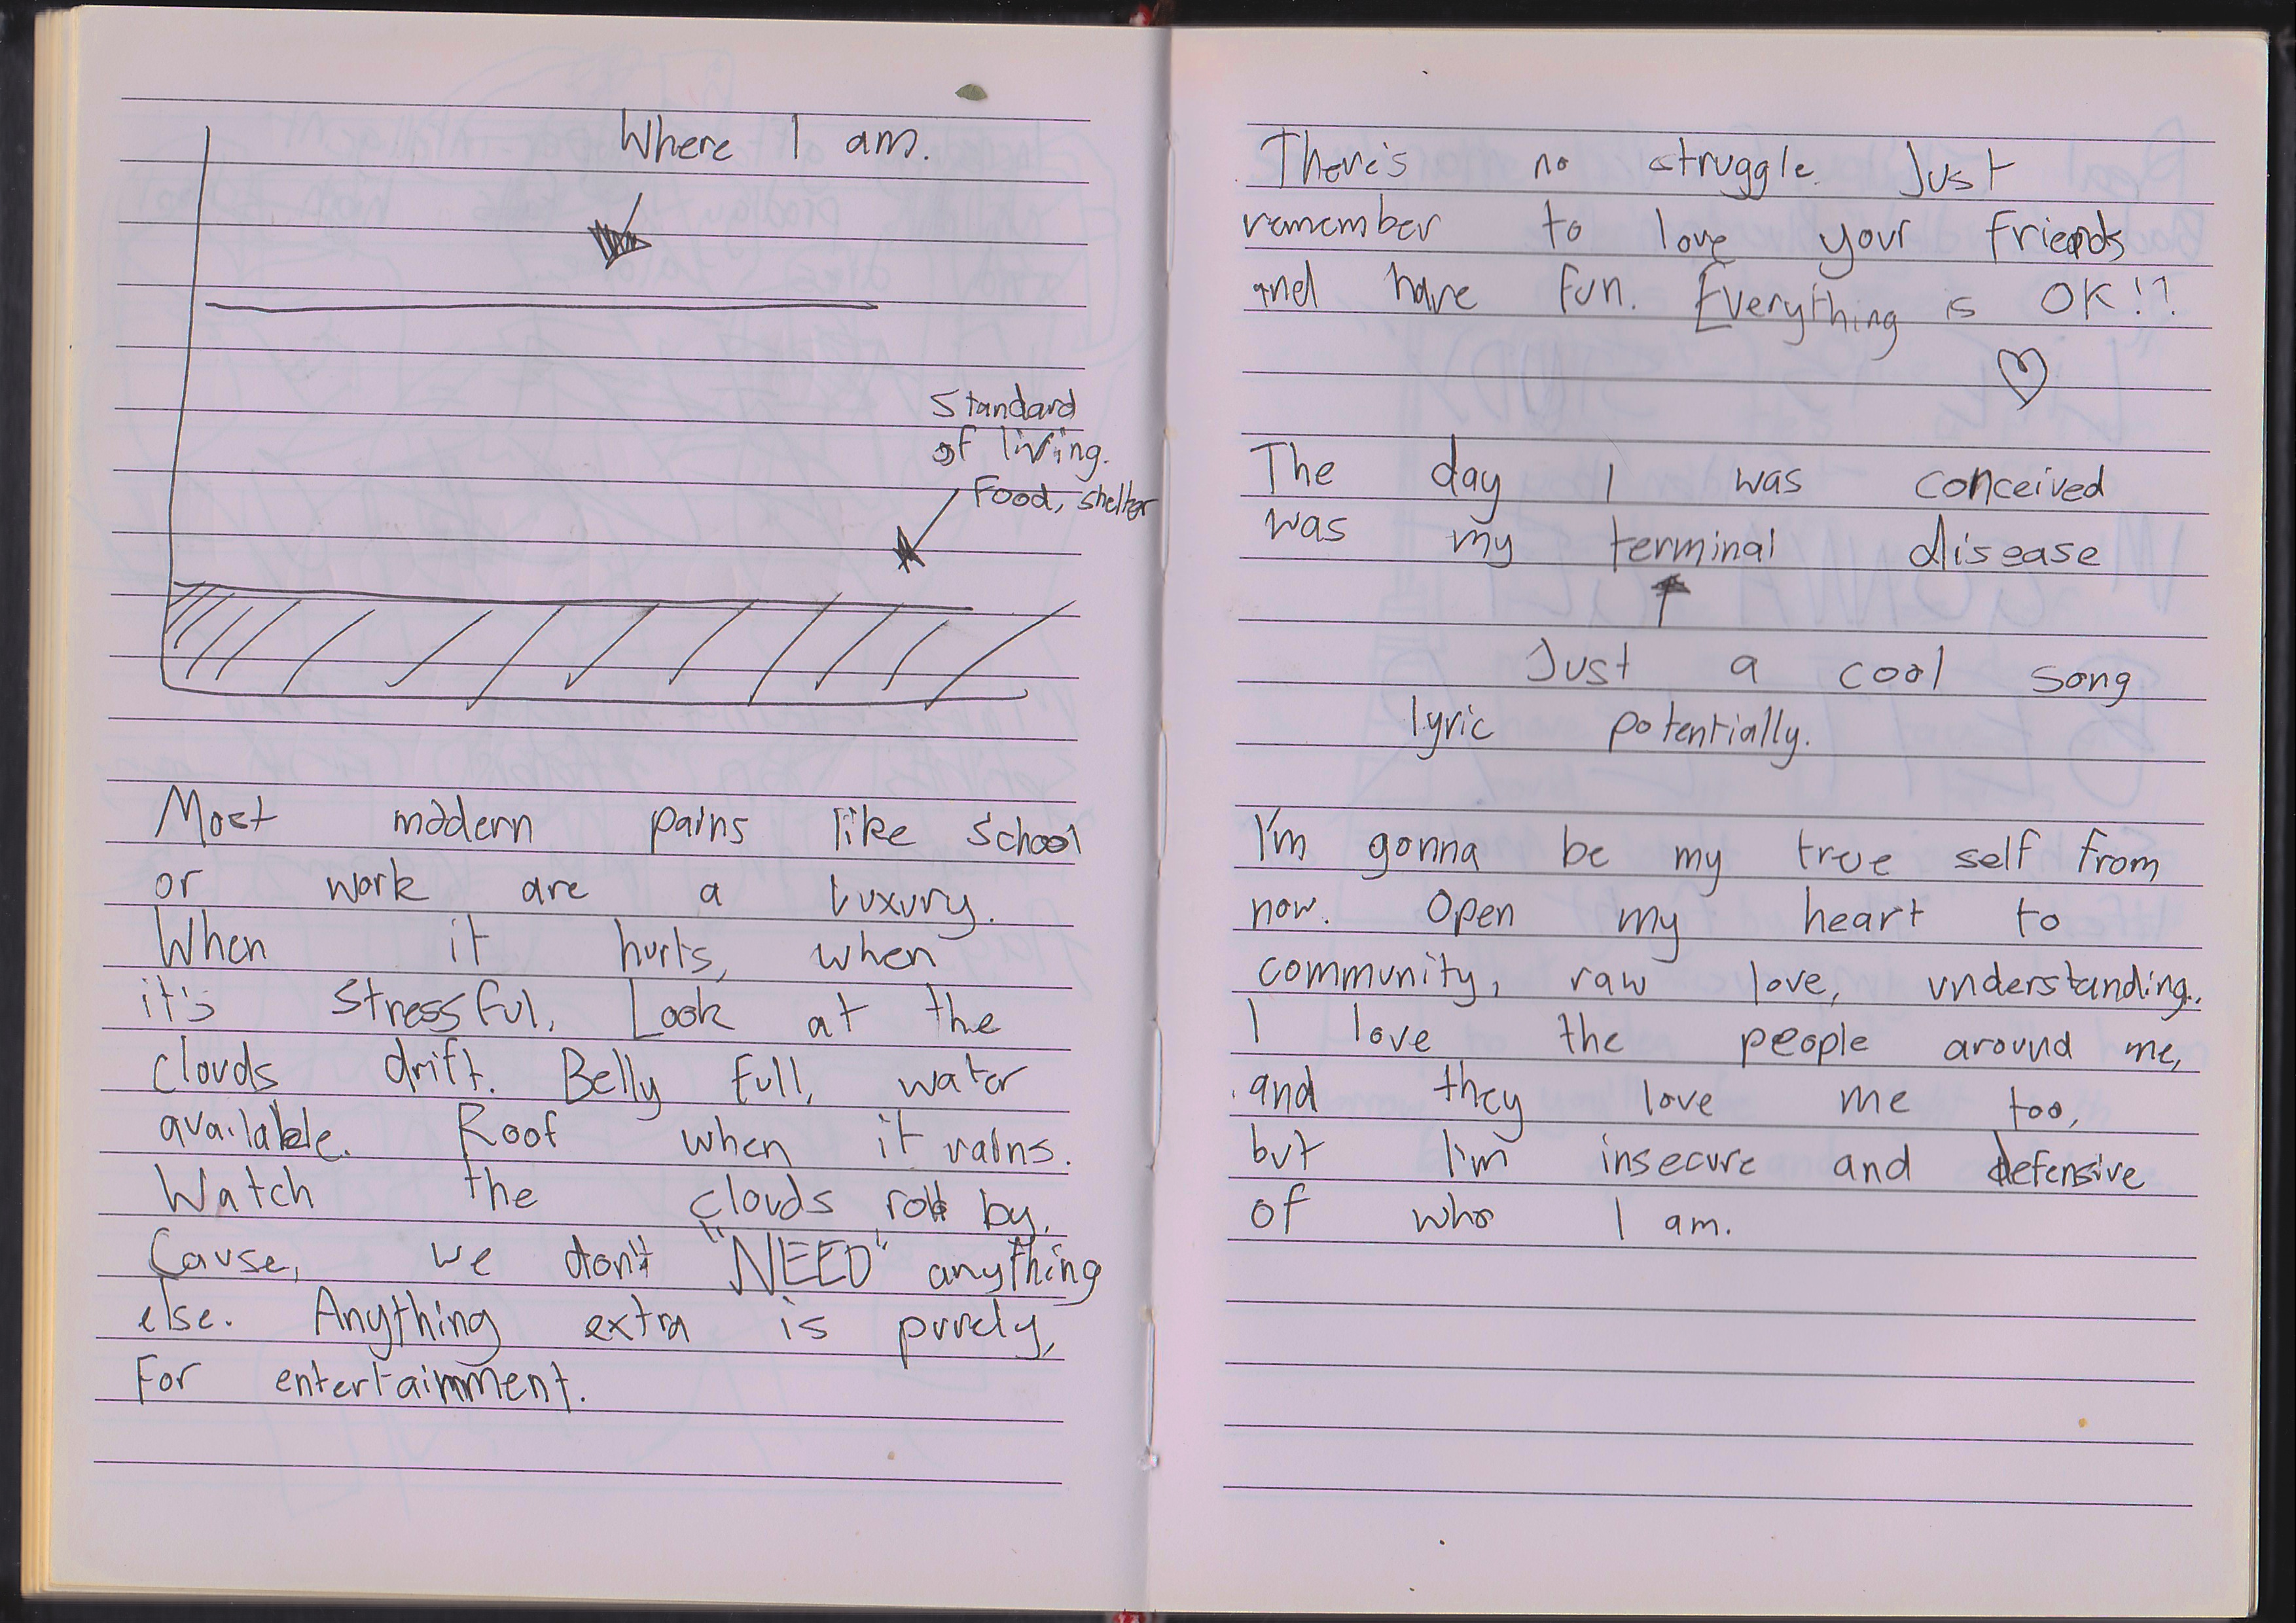 Where I am.
Standard
of living.
Food, shelter
Most modern pains like school
or work are a luxury.
When it hurts, when
it's stressful. Look at the
clouds drift. Belly full, water
available. Roof when it rains.
Watch the clouds roll by.
Cause, we don't "NEED" anything
else. Anything extra is purely,
For entertainment.
There's no struggle. Just
remember to love your friends
and have fun. Everything is OK!?
The day I was conceived
was my terminal disease
Just a cool song
lyric potentially.
I'm gonna be my true self from
now. Open my heart to
community, raw love, understanding.
I love the people around me,
and they love me too,
but I'm insecure and defensive
of who I am.